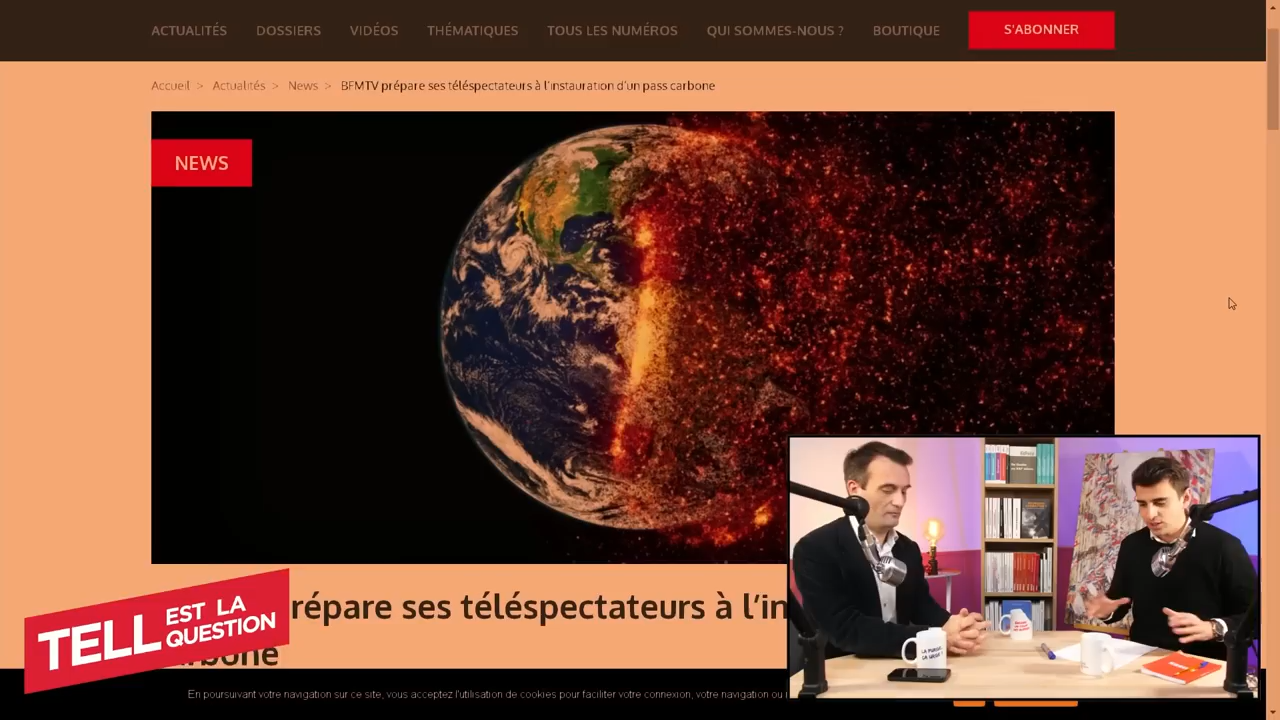 ACTUALITÉS DOSSIERS VIDÉOS THÉMATIQUES TOUS LES NUMÉROS QUI SOMMES-NOUS ? BOUTIQUE S'ABONNER
Accueil > Actualités > News > BFMTV prépare ses téléspectateurs à l'instauration d'un pass carbone
NEWS
répare ses téléspectateurs à l'in
arbone
TELL EST LA QUESTION
En poursuivant votre navigation sur ce site, vous acceptez l'utilisation de cookies pour faciliter votre connexion, votre navigation ou